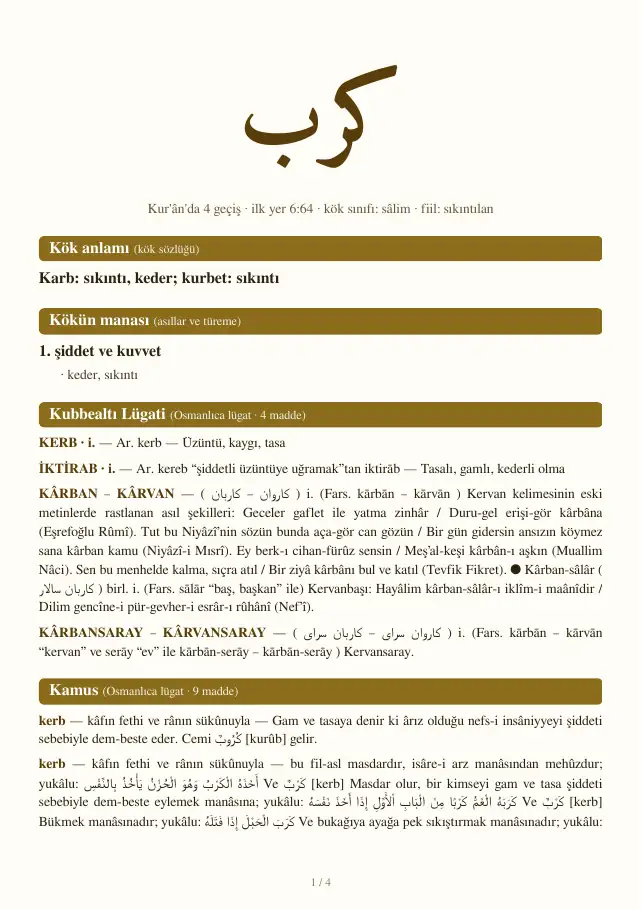 كرب
Kur'ân'da 4 geçiş · ilk yer 6:64 · kök sınıfı: sâlim · fiil: sıkıntılan
Kök anlamı (kök sözlüğü)
Karb: sıkıntı, keder; kurbet: sıkıntı
Kökün manası (asıllar ve türeme)
1. şiddet ve kuvvet
· keder, sıkıntı
Kubbealtı Lügati (Osmanlıca lügat · 4 madde)
KERB · i. — Ar. kerb — Üzüntü, kaygı, tasa
İKTİRAB · i. — Ar. kereb “şiddetli üzüntüye uğramak”tan iktirāb — Tasalı, gamlı, kederli olma
KÂRBAN – KÂRVAN — ( كاروان – كاربان ) i. (Fars. kārbān – kārvān ) Kervan kelimesinin eski
metinlerde rastlanan asıl şekilleri: Geceler gaflet ile yatma zinhâr / Duru-gel erişi-gör kârbâna
(Eşrefoğlu Rûmî). Tut bu Niyâzî’nin sözün bunda aça-gör can gözün / Bir gün gidersin ansızın köymez
sana kârban kamu (Niyâzî-i Mısrî). Ey berk-ı cihan-fürûz sensin / Meş’al-keşi kârbân-ı aşkın (Muallim
Nâci). Sen bu menhelde kalma, sıçra atıl / Bir ziyâ kârbânı bul ve katıl (Tevfik Fikret). ● Kârban-sâlâr (
كاربان سالار ) birl. i. (Fars. sālār “baş, başkan” ile) Kervanbaşı: Hayâlim kârban-sâlâr-ı iklîm-i maânîdir /
Dilim gencîne-i pür-gevher-i esrâr-ı rûhânî (Nef’î).
KÂRBANSARAY – KÂRVANSARAY — ( كاروان سراى – كاربان سراى ) i. (Fars. kārbān – kārvān
“kervan” ve serāy “ev” ile kārbān-serāy – kārbān-serāy ) Kervansaray.
Kamus (Osmanlıca lügat · 9 madde)
kerb — kâfın fethi ve rânın sükûnuyla — Gam ve tasaya denir ki ârız olduğu nefs-i insâniyyeyi şiddeti
sebebiyle dem-beste eder. Cemi كُرُوبٌ [kurûb] gelir.
kerb — kâfın fethi ve rânın sükûnuyla — bu fil-asl masdardır, isâre-i arz manâsından mehûzdur;
yukâlu: أَخَذَهُ الْكَرْبُ وَهُوَ الْحُزْنُ يَأْخُذُ بِالنَّفْسِ Ve كَرْبٌ [kerb] Masdar olur, bir kimseyi gam ve tasa şiddeti
sebebiyle dem-beste eylemek manâsına; yukâlu: كَرَبَهُ الْغَمُّ كَرْبًا مِنَ الْبَابِ الْأَوَّلِ إِذَا أَخَذَ نَفْسَهُ Ve كَرْبٌ [kerb]
Bükmek manâsınadır; yukâlu: كَرَبَ الْحَبْلَ إِذَا فَتَلَهُ Ve bukağıya ayağa pek sıkıştırmak manâsınadır; yukâlu:
1 / 4